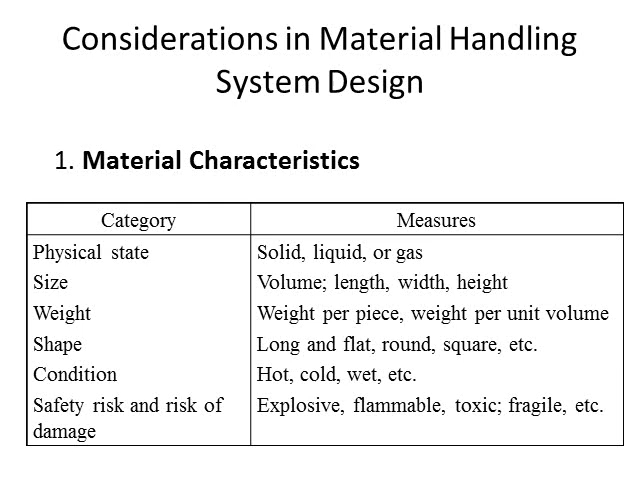 Considerations in Material Handling
System Design
1. Material Characteristics
Category Measures
Physical state Solid, liquid, or gas
Size Volume; length, width, height
Weight Weight per piece, weight per unit volume
Shape Long and flat, round, square, etc.
Condition Hot, cold, wet, etc.
Safety risk and risk of Explosive, flammable, toxic; fragile, etc.
damage